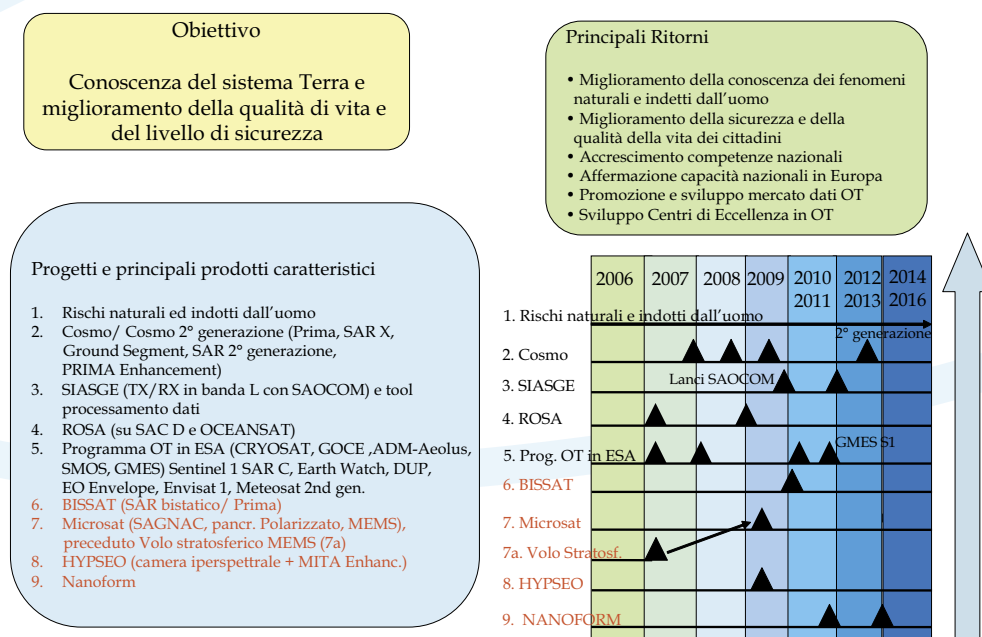 Obiettivo
Conoscenza del sistema Terra e
miglioramento della qualità di vita e
del livello di sicurezza
Principali Ritorni
• Miglioramento della conoscenza dei fenomeni
naturali e indetti dall'uomo
• Miglioramento della sicurezza e della
qualità della vita dei cittadini
• Accrescimento competenze nazionali
• Affermazione capacità nazionali in Europa
• Promozione e sviluppo mercato dati OT
• Sviluppo Centri di Eccellenza in OT
Progetti e principali prodotti caratteristici
1. Rischi naturali ed indotti dall'uomo
2. Cosmo/ Cosmo 2° generazione (Prima, SAR X,
Ground Segment, SAR 2° generazione,
PRIMA Enhancement)
3. SIASGE (TX/RX in banda L con SAOCOM) e tool
processamento dati
4. ROSA (su SAC D e OCEANSAT)
5. Programma OT in ESA (CRYOSAT, GOCE ,ADM-Aeolus,
SMOS, GMES) Sentinel 1 SAR C, Earth Watch, DUP,
EO Envelope, Envisat 1, Meteosat 2nd gen.
6. BISSAT (SAR bistatico/ Prima)
7. Microsat (SAGNAC, pancr. Polarizzato, MEMS),
preceduto Volo stratosferico MEMS (7a)
8. HYPSEO (camera iperspettrale + MITA Enhanc.)
9. Nanoform
2006 2007 2008 2009 2010 2012 2014
2011 2013 2016
1. Rischi naturali e indotti dall'uomo
2° generazione
2. Cosmo
3. SIASGE Lanci SAOCOM
4. ROSA
5. Prog. OT in ESA GMES S1
6. BISSAT
7. Microsat
7a. Volo Stratosf.
8. HYPSEO
9. NANOFORM